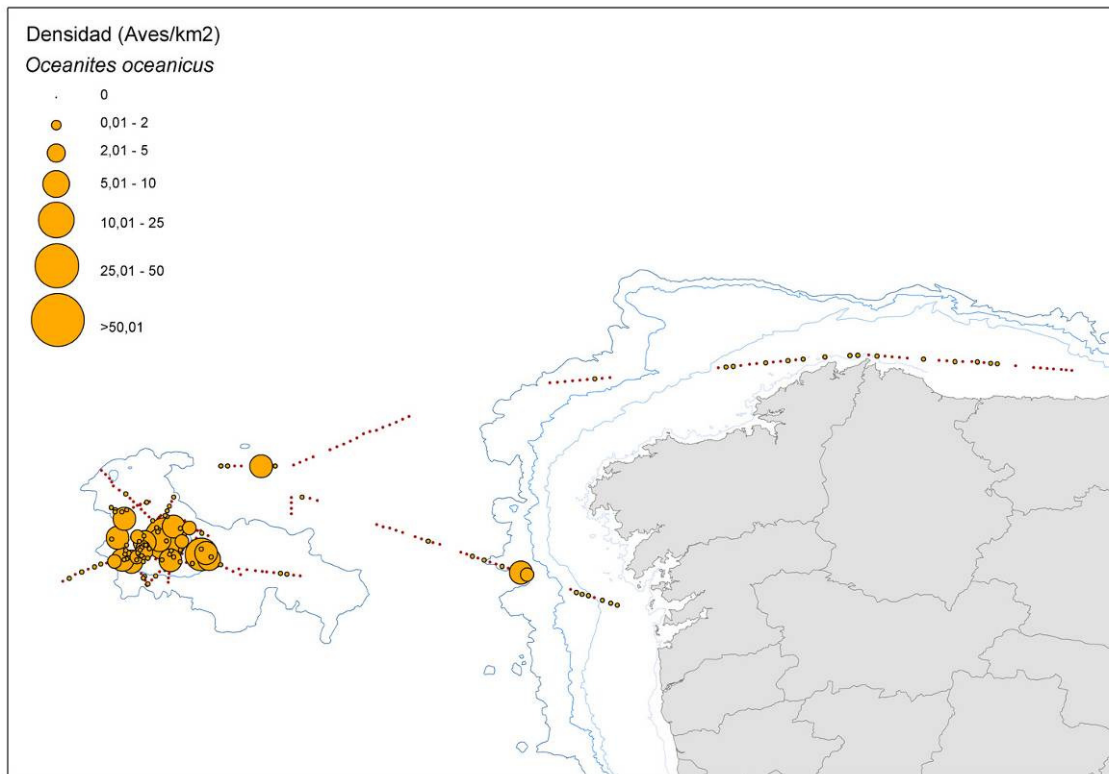 Densidad (Aves/km2)
Oceanites oceanicus
0
0,01 - 2
2,01 - 5
5,01 - 10
10,01 - 25
25,01 - 50
>50,01